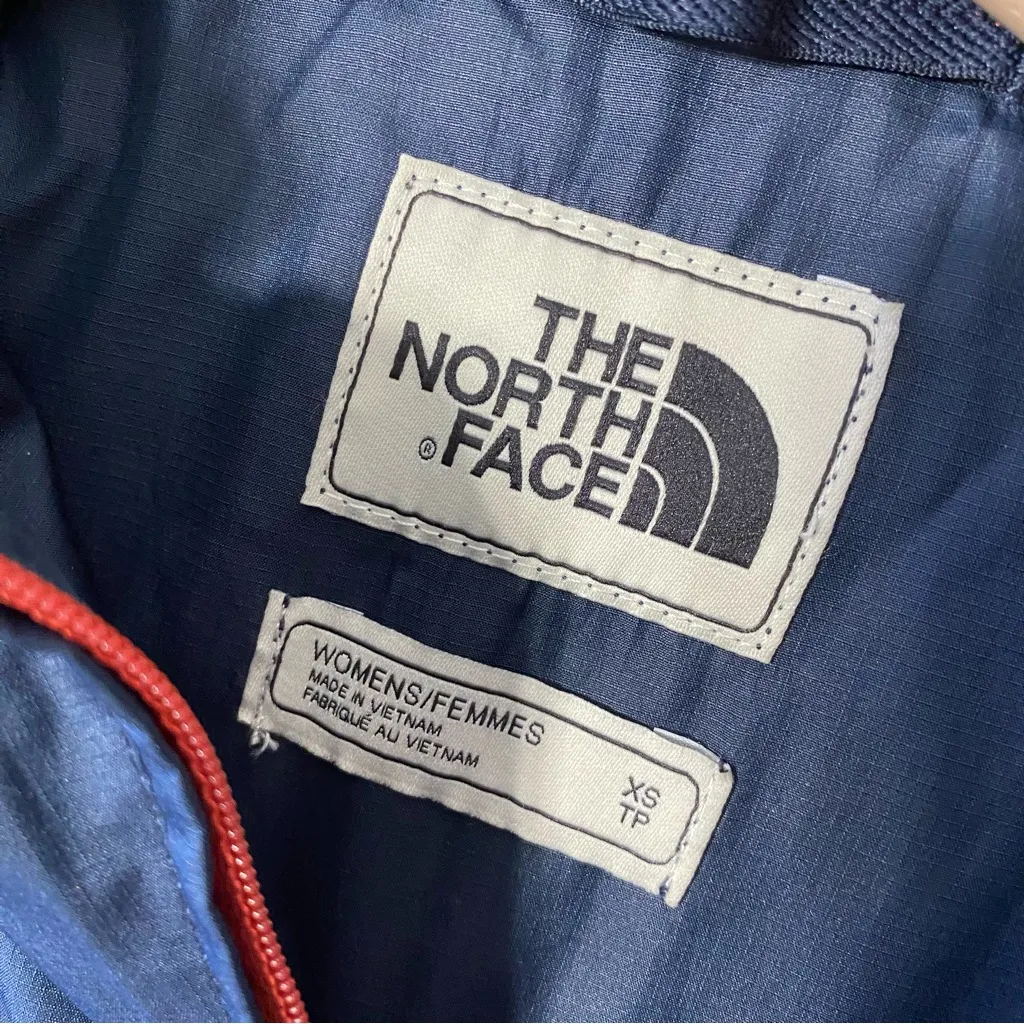 THE
NORTH
FACE
®
WOMENS/FEMMES
MADE IN VIETNAM
FABRIQUÉ AU VIETNAM
XS
TP